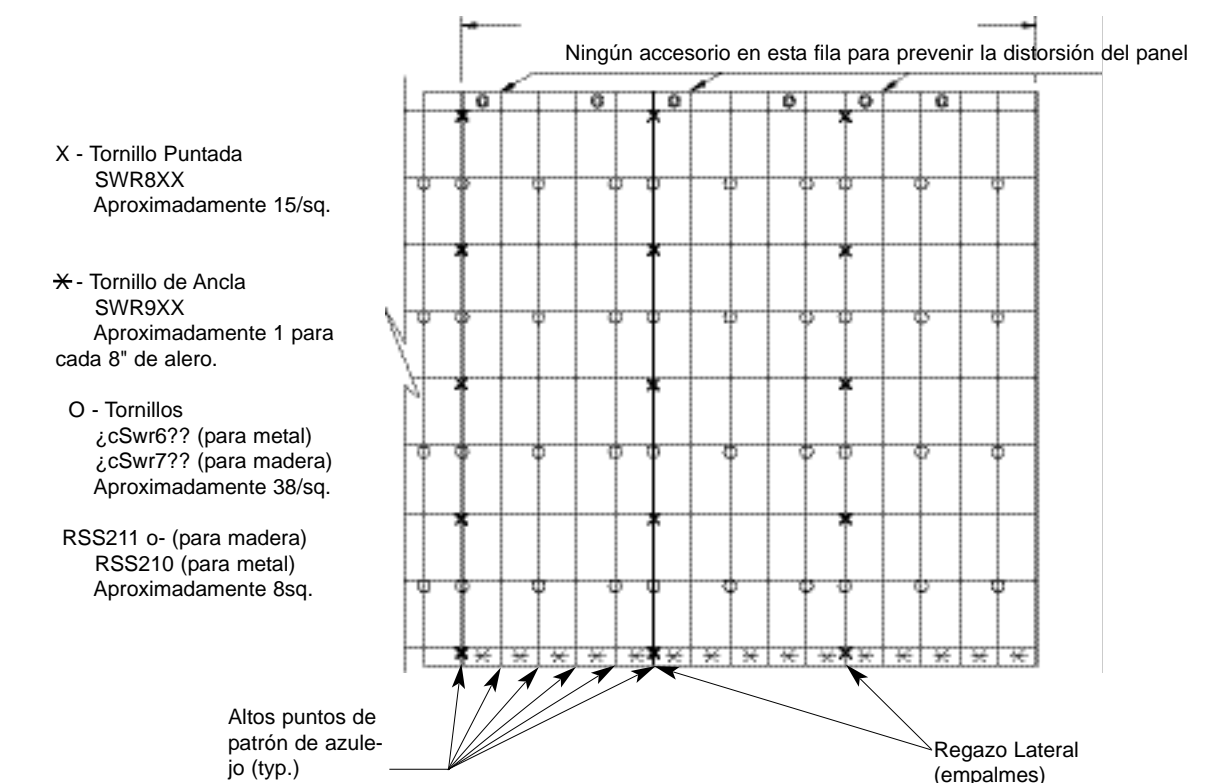 Ningún accesorio en esta fila para prevenir la distorsión del panel
X - Tornillo Puntada
SWR8XX
Aproximadamente 15/sq.
- Tornillo de Ancla
SWR9XX
Aproximadamente 1 para
cada 8" de alero.
O - Tornillos
¿cSwr6?? (para metal)
¿cSwr7?? (para madera)
Aproximadamente 38/sq.
RSS211 o- (para madera)
RSS210 (para metal)
Aproximadamente 8sq.
Altos puntos de
patrón de azule-
jo (typ.)
Regazo Lateral
(empalmes)